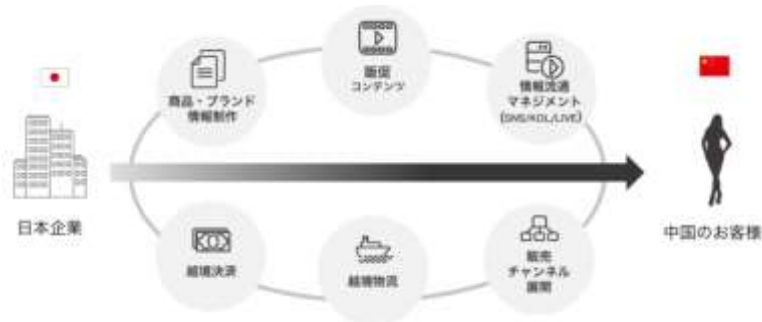 商品・ブランド
情報制作
販促
コンテンツ
情報流通
マネジメント
(SNS/KOL/LIVE)
日本企業
中国のお客様
越境決済
越境物流
販売
チャンネル
展開